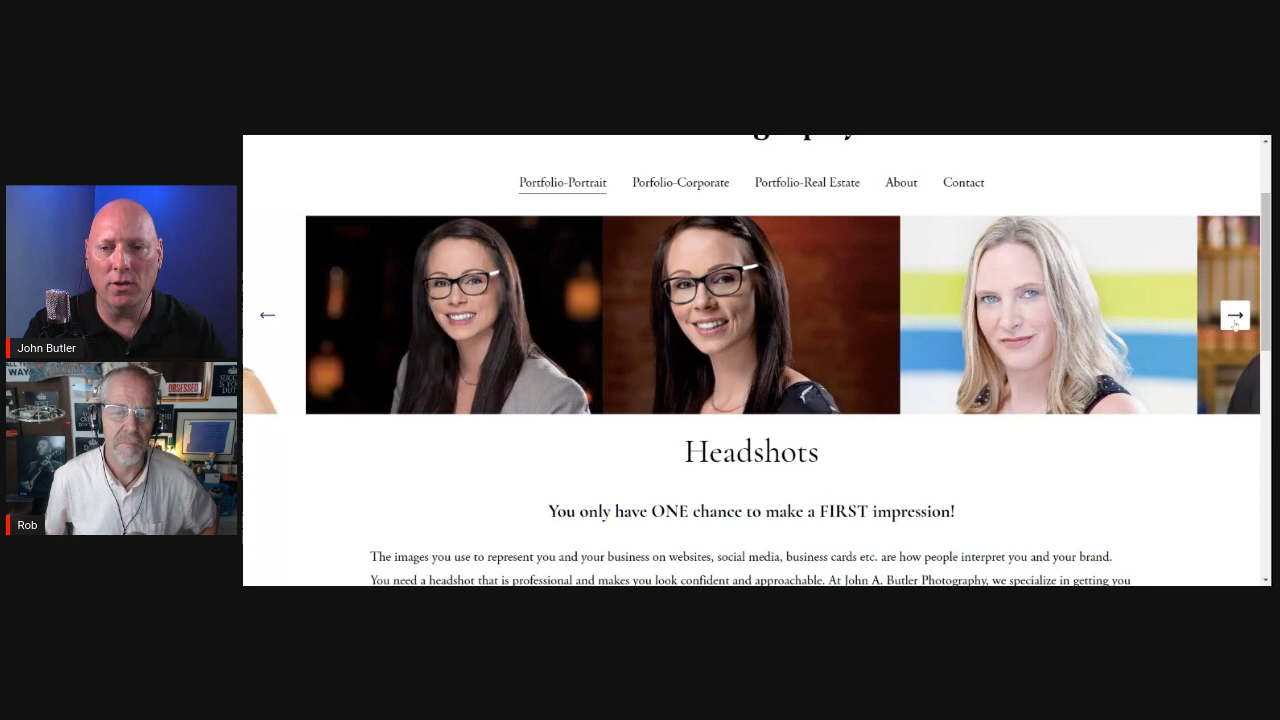 Portfolio-Portrait Porfolio-Corporate Portfolio-Real Estate About Contact
John Butler
OBSESSED
Rob
Headshots
You only have ONE chance to make a FIRST impression!
The images you use to represent you and your business on websites, social media, business cards etc. are how people interpret you and your brand.
You need a headshot that is professional and makes you look confident and approachable. At John A. Butler Photography, we specialize in getting you